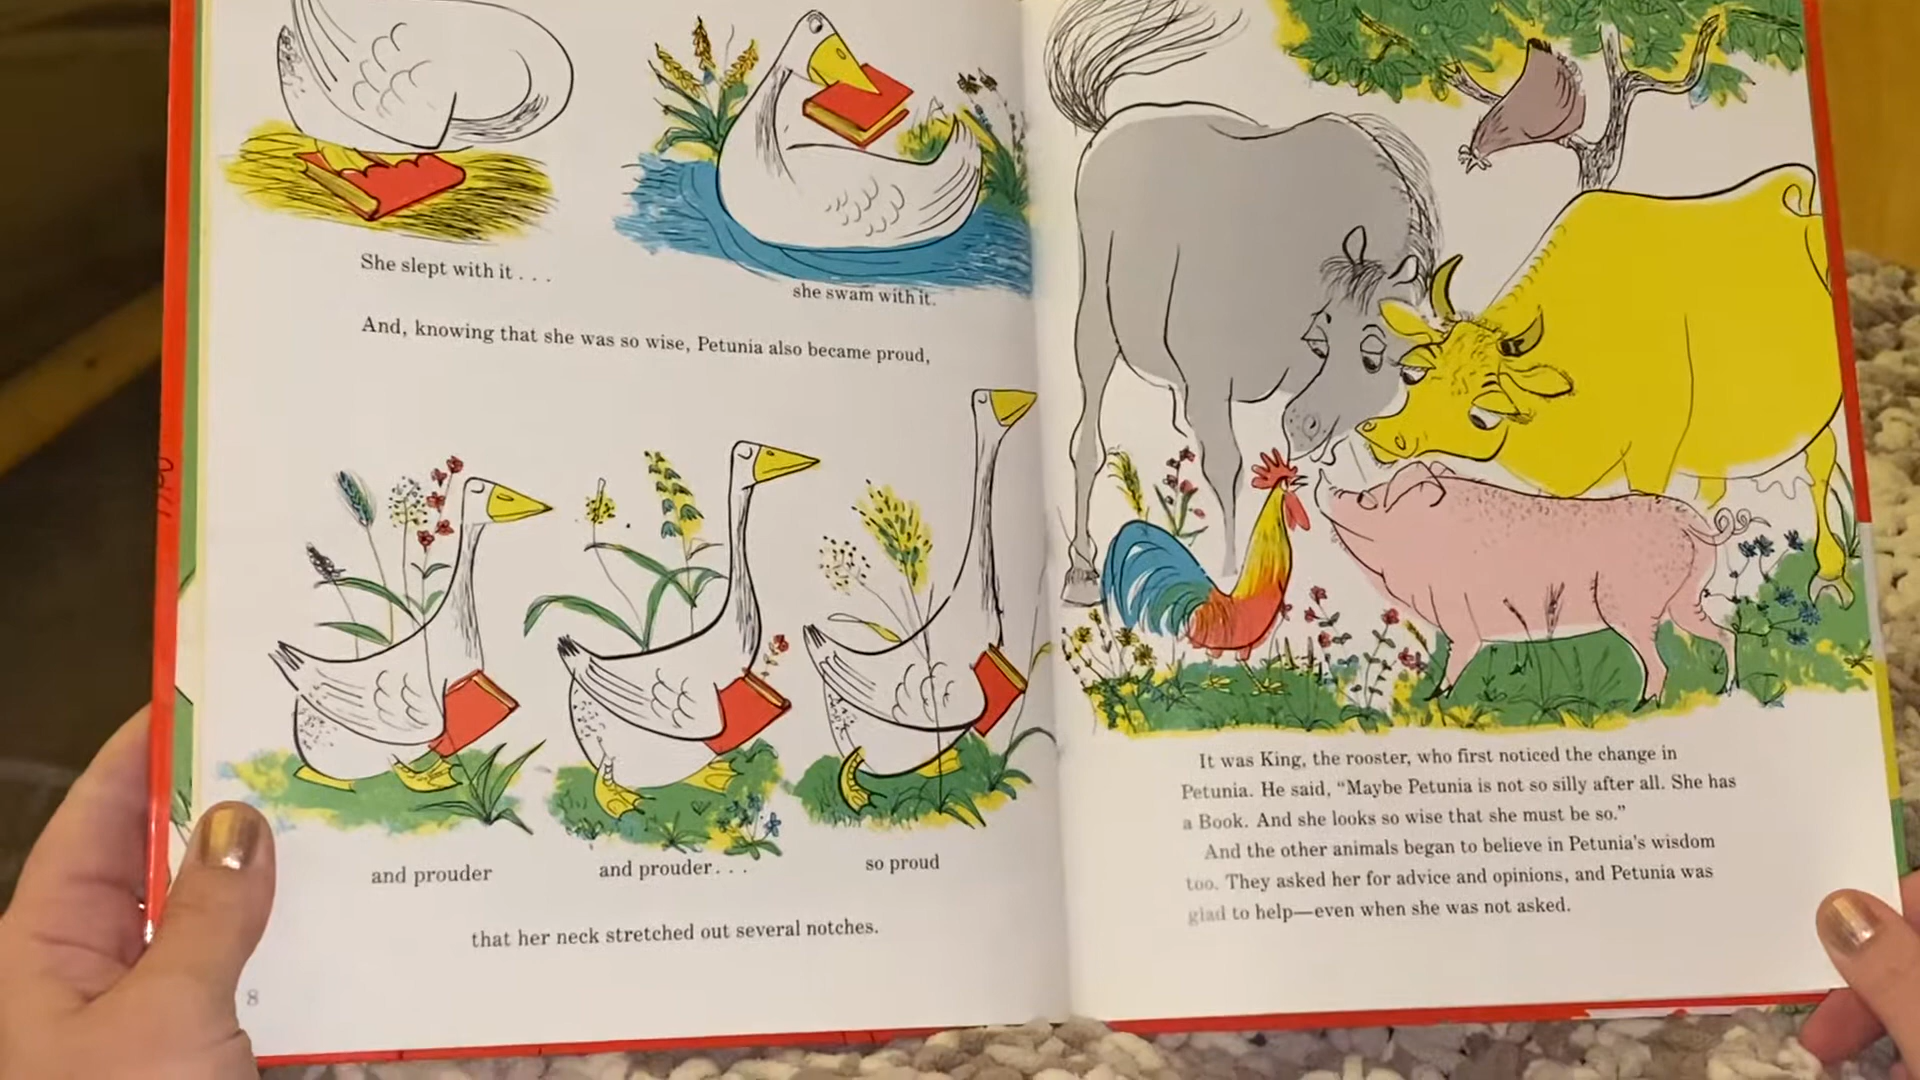 She slept with it . . .
she swam with it.
And, knowing that she was so wise, Petunia also became proud,
and prouder
and prouder . . .
so proud
that her neck stretched out several notches.
8
It was King, the rooster, who first noticed the change in
Petunia. He said, “Maybe Petunia is not so silly after all. She has
a Book. And she looks so wise that she must be so.”
And the other animals began to believe in Petunia's wisdom
too. They asked her for advice and opinions, and Petunia was
glad to help—even when she was not asked.